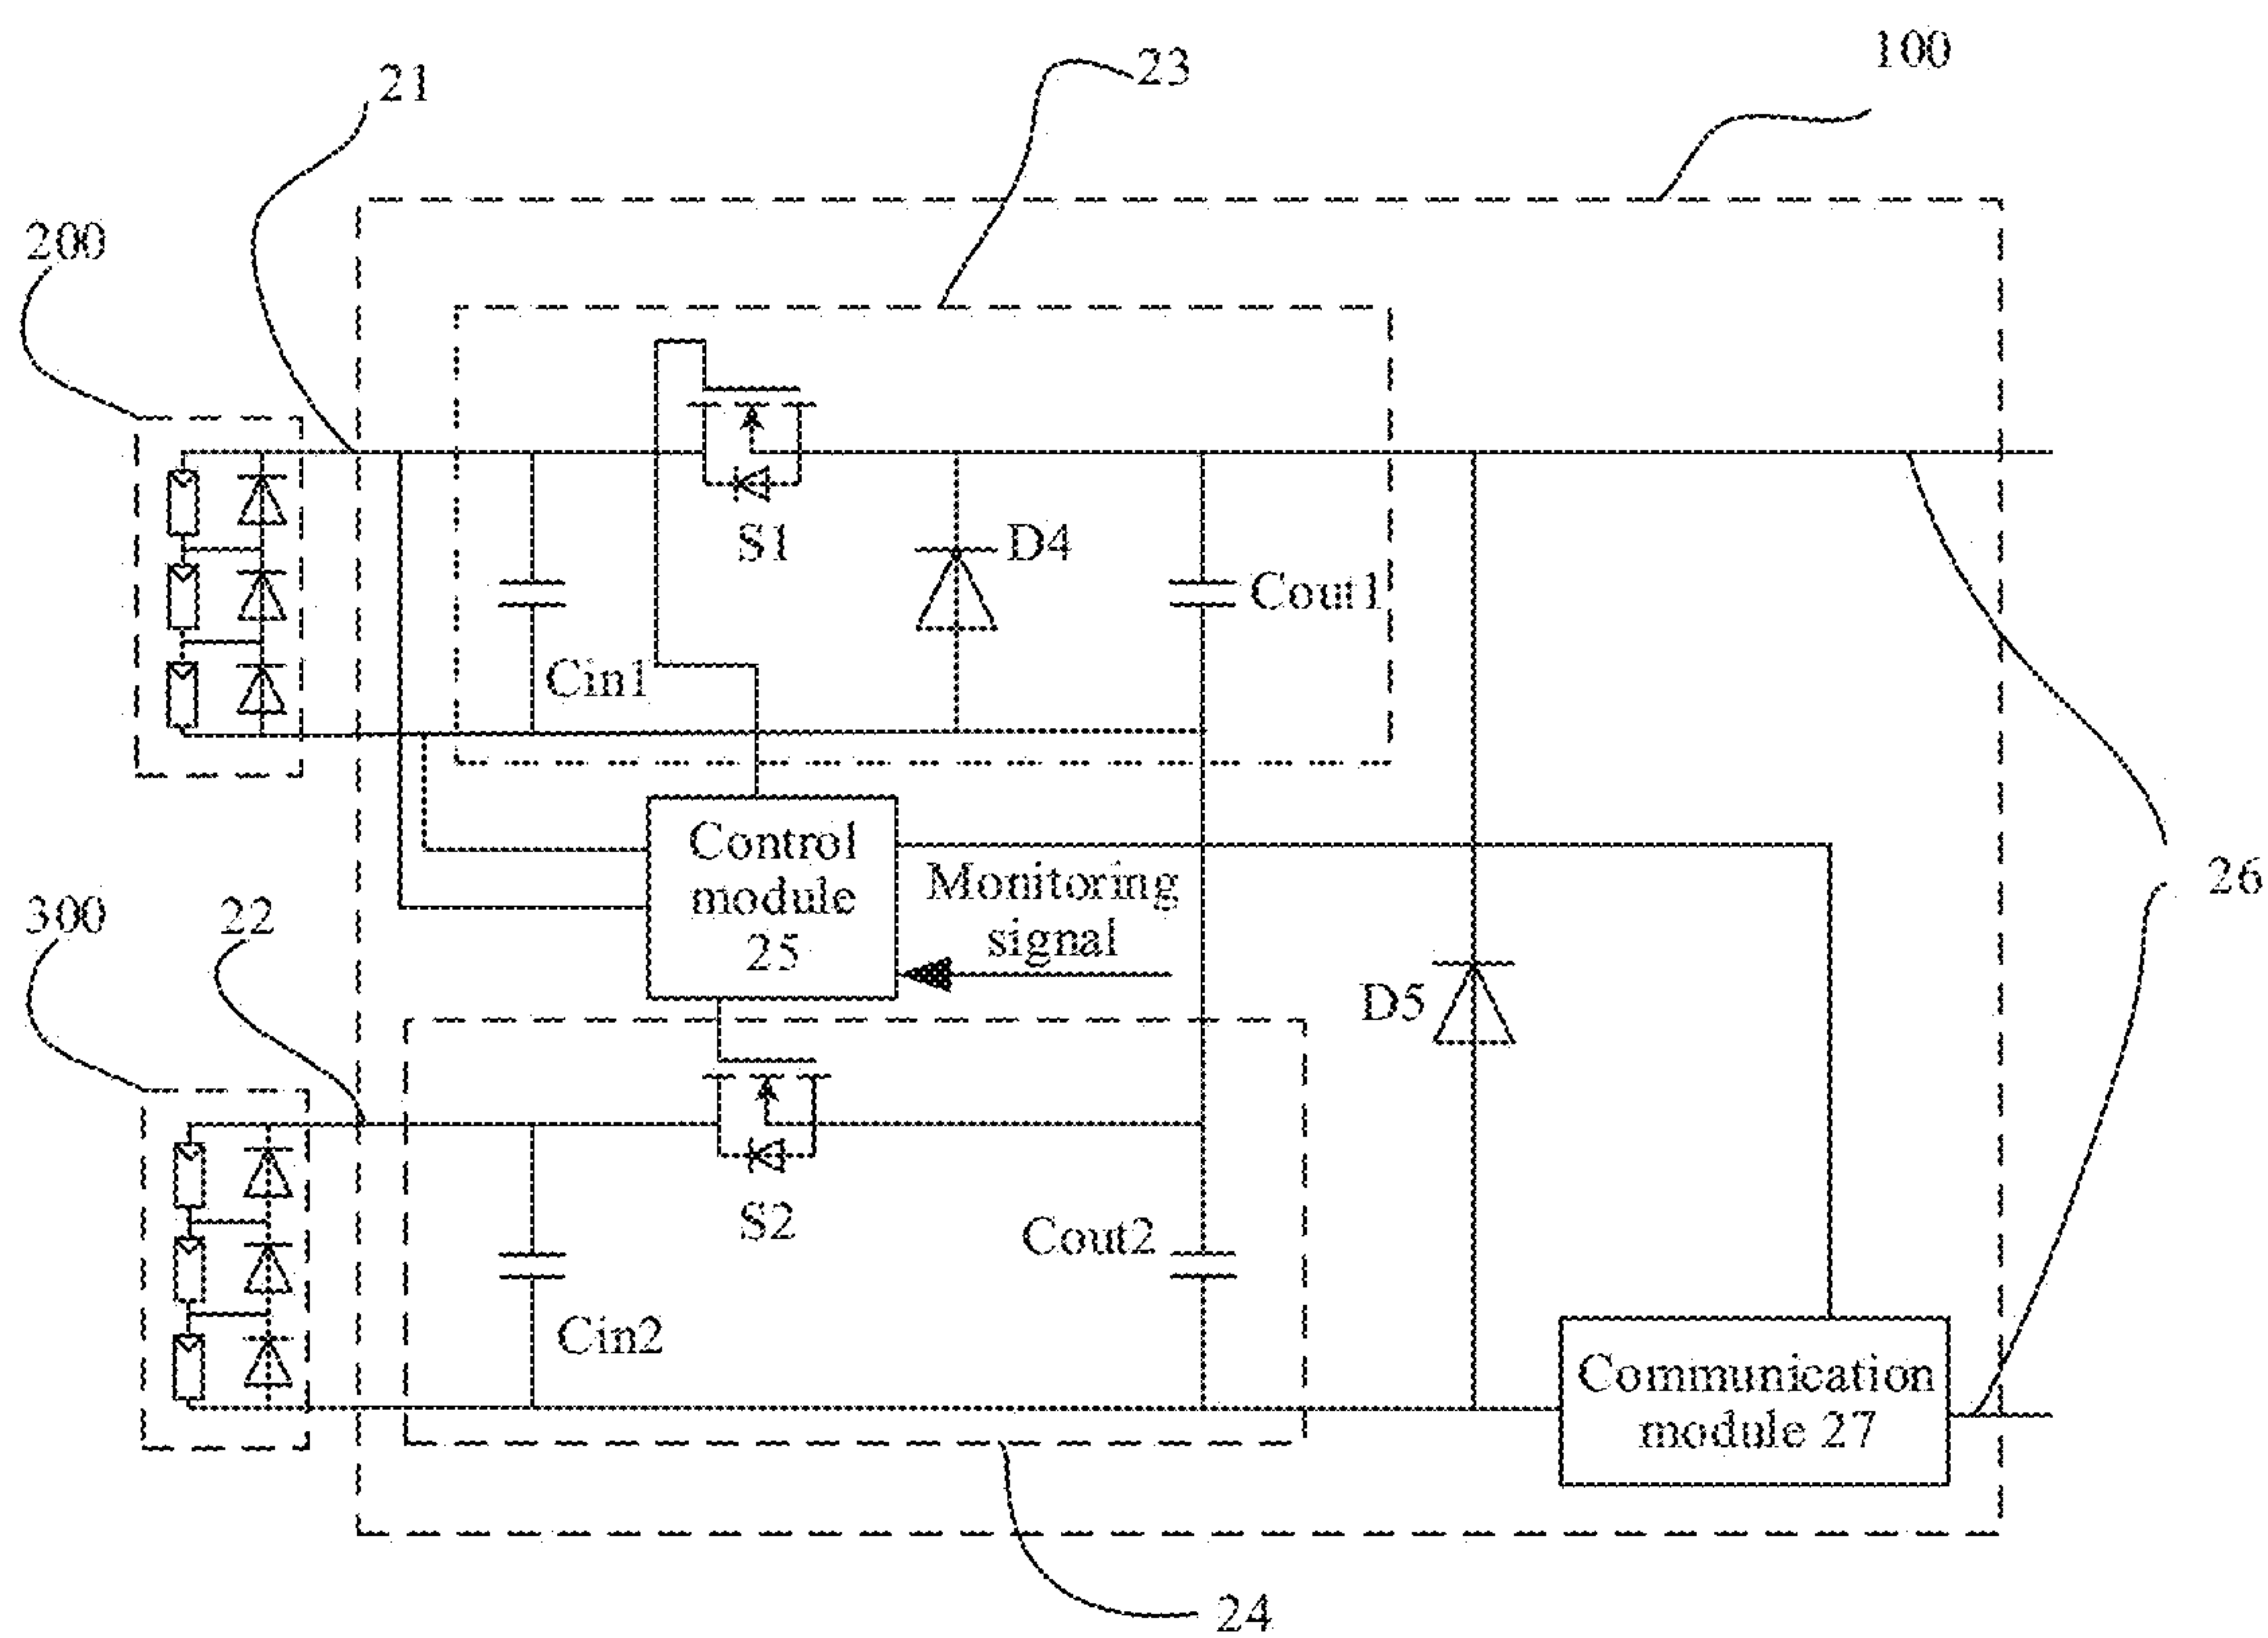 100
23
21
200
S1
D4
Cout1
Cin1
Control
module
25
Monitoring
signal
26
300
22
D5
S2
Cout2
Cin2
Communication
module 27
24